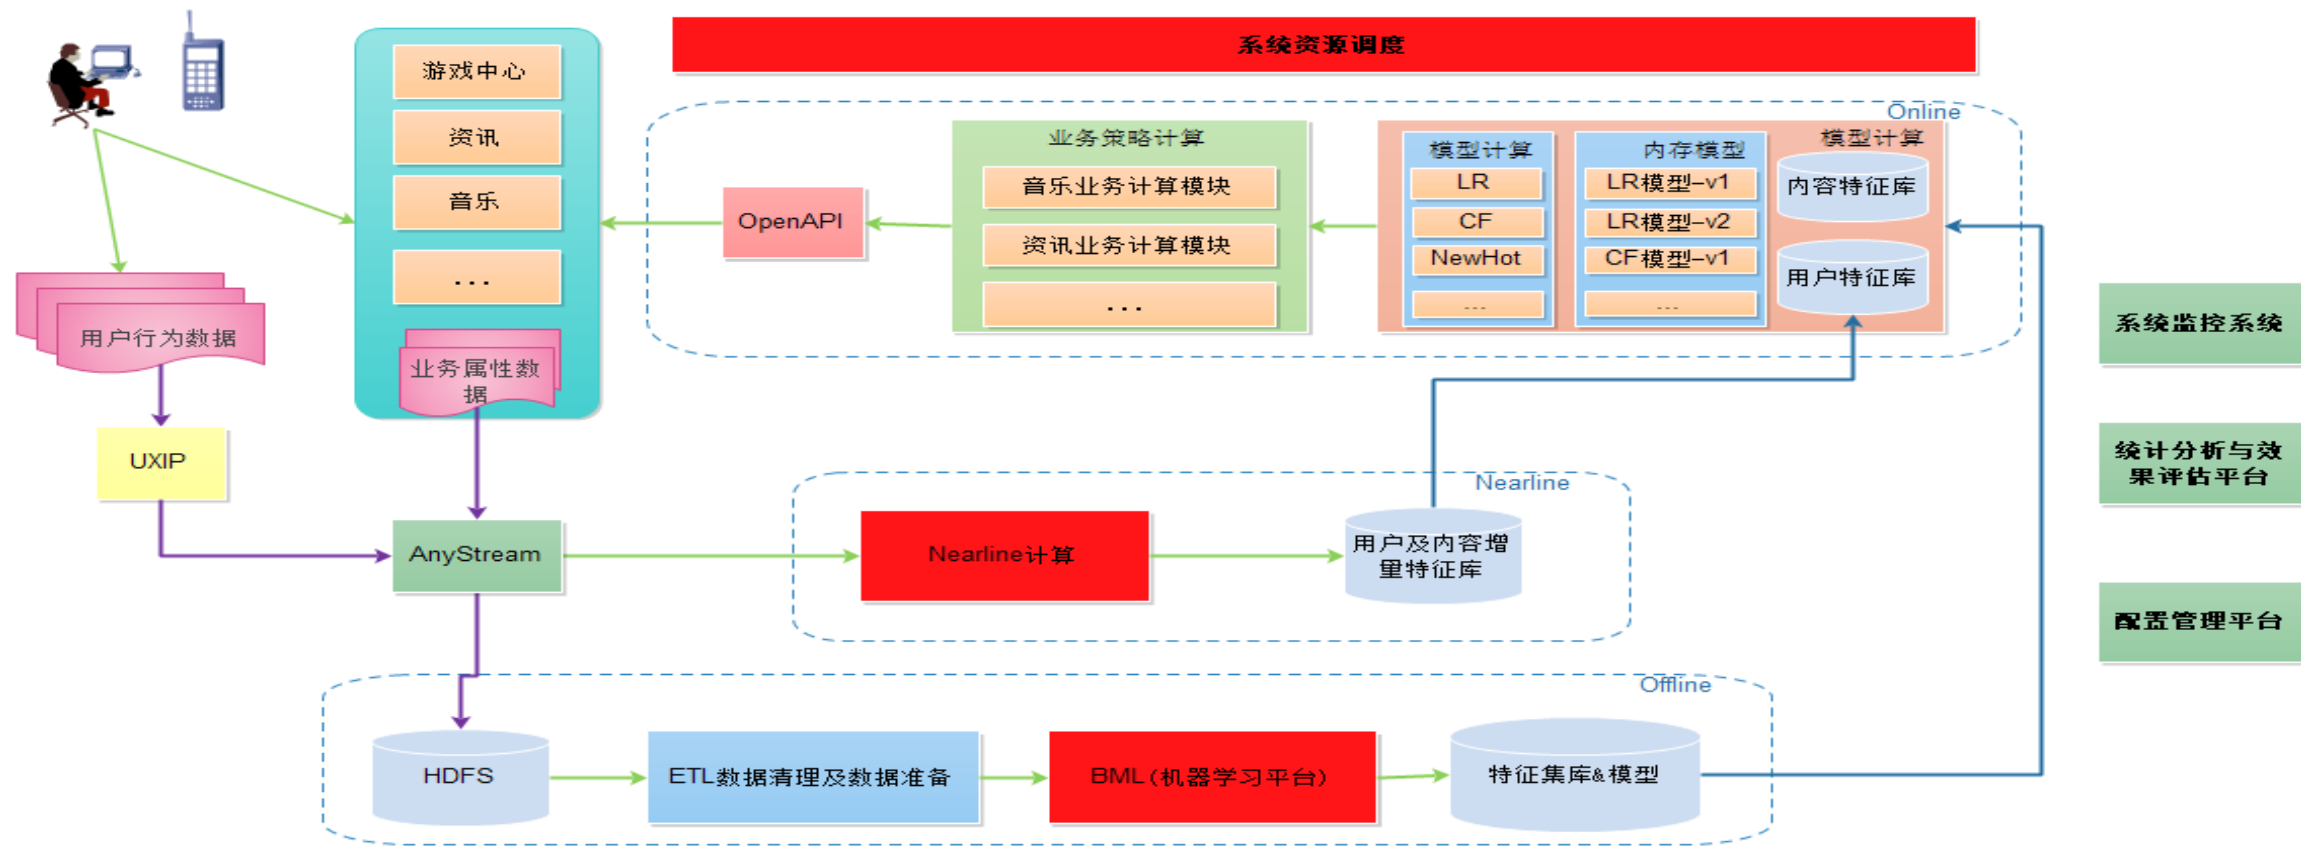 系统资源调度
游戏中心
资讯
音乐
...
业务属性数
据
用户行为数据
UXIP
AnyStream
Online
OpenAPI
业务策略计算
音乐业务计算模块
资讯业务计算模块
...
模型计算
模型计算
LR
CF
NewHot
...
内存模型
LR模型-v1
LR模型-v2
CF模型-v1
...
内容特征库
用户特征库
Nearline
Nearline计算
用户及内容增
量特征库
Offline
HDFS
ETL数据清理及数据准备
BML(机器学习平台)
特征集库&模型
系统监控系统
统计分析与效
果评估平台
配置管理平台